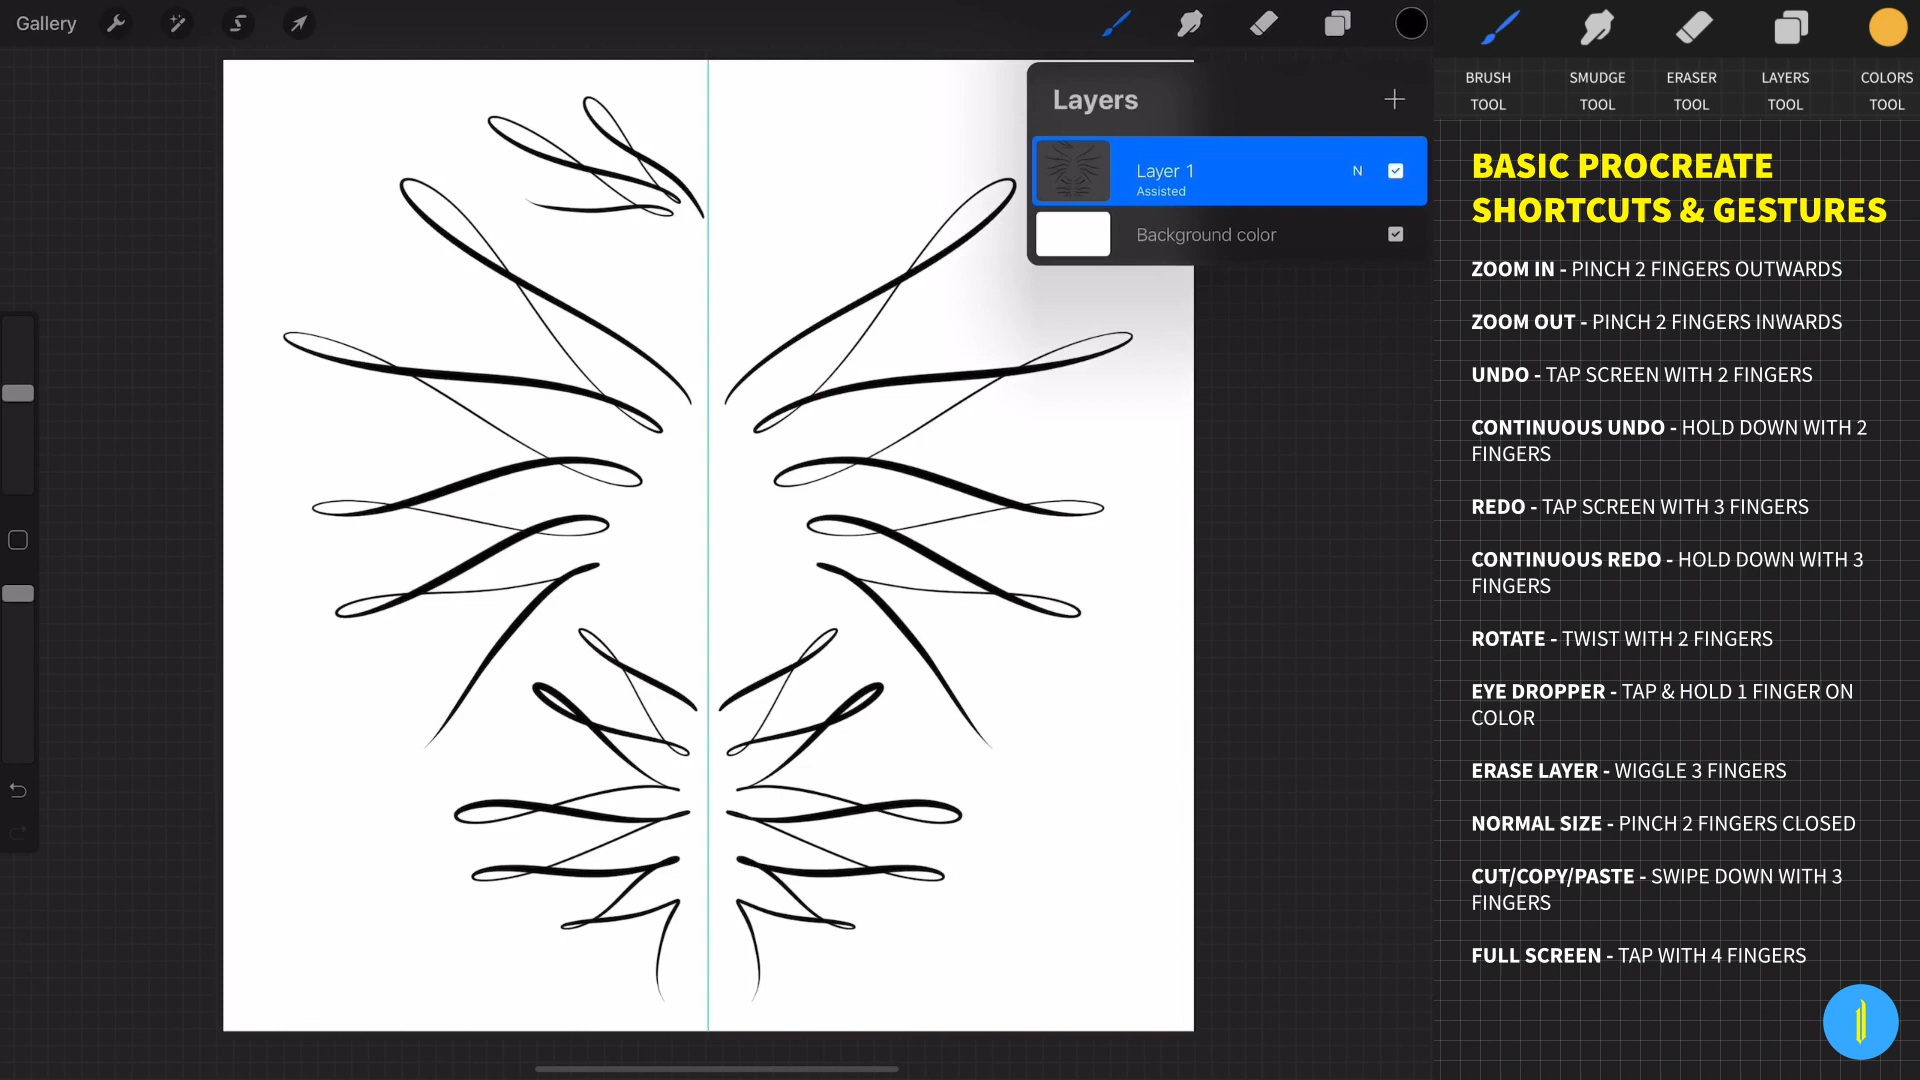 Gallery
Layers
Layer 1
Assisted
N
Background color
BRUSH
TOOL
SMUDGE
TOOL
ERASER
TOOL
LAYERS
TOOL
COLORS
TOOL
BASIC PROCREATE
SHORTCUTS & GESTURES
ZOOM IN - PINCH 2 FINGERS OUTWARDS
ZOOM OUT - PINCH 2 FINGERS INWARDS
UNDO - TAP SCREEN WITH 2 FINGERS
CONTINUOUS UNDO - HOLD DOWN WITH 2
FINGERS
REDO - TAP SCREEN WITH 3 FINGERS
CONTINUOUS REDO - HOLD DOWN WITH 3
FINGERS
ROTATE - TWIST WITH 2 FINGERS
EYE DROPPER - TAP & HOLD 1 FINGER ON
COLOR
ERASE LAYER - WIGGLE 3 FINGERS
NORMAL SIZE - PINCH 2 FINGERS CLOSED
CUT/COPY/PASTE - SWIPE DOWN WITH 3
FINGERS
FULL SCREEN - TAP WITH 4 FINGERS